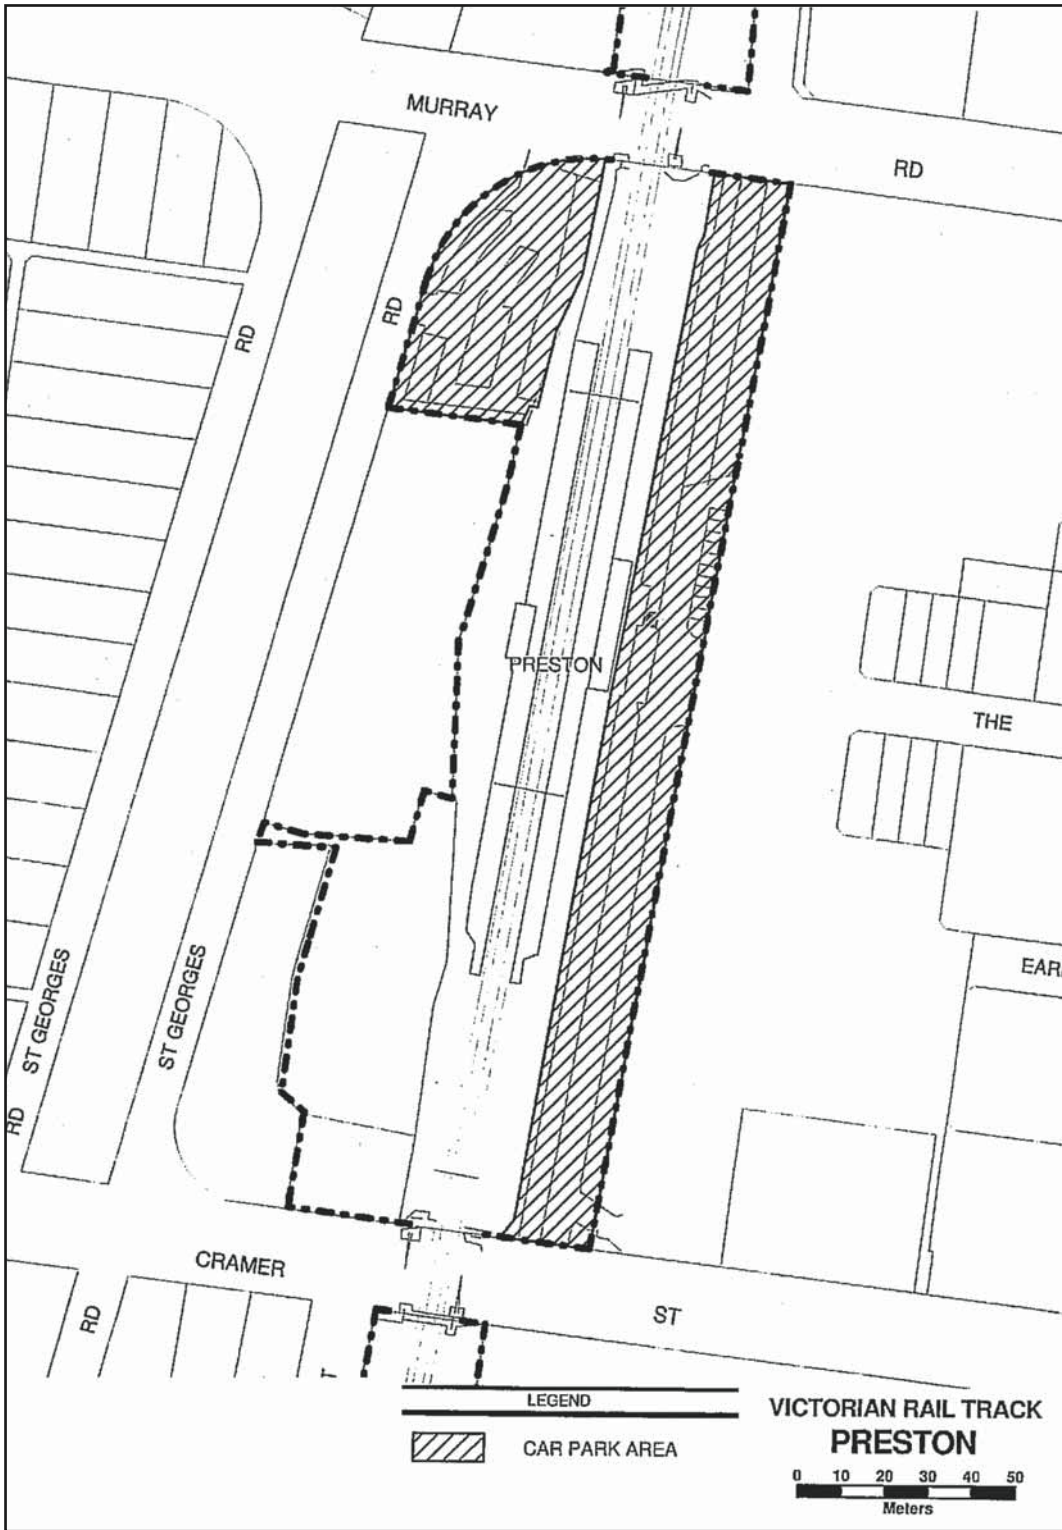 MURRAY
RD
RD
RD
PRESTON
THE
EAR
ST GEORGES
RD
ST GEORGES
CRAMER
RD
ST
T
LEGEND
CAR PARK AREA
VICTORIAN RAIL TRACK
PRESTON
0 10 20 30 40 50
Meters